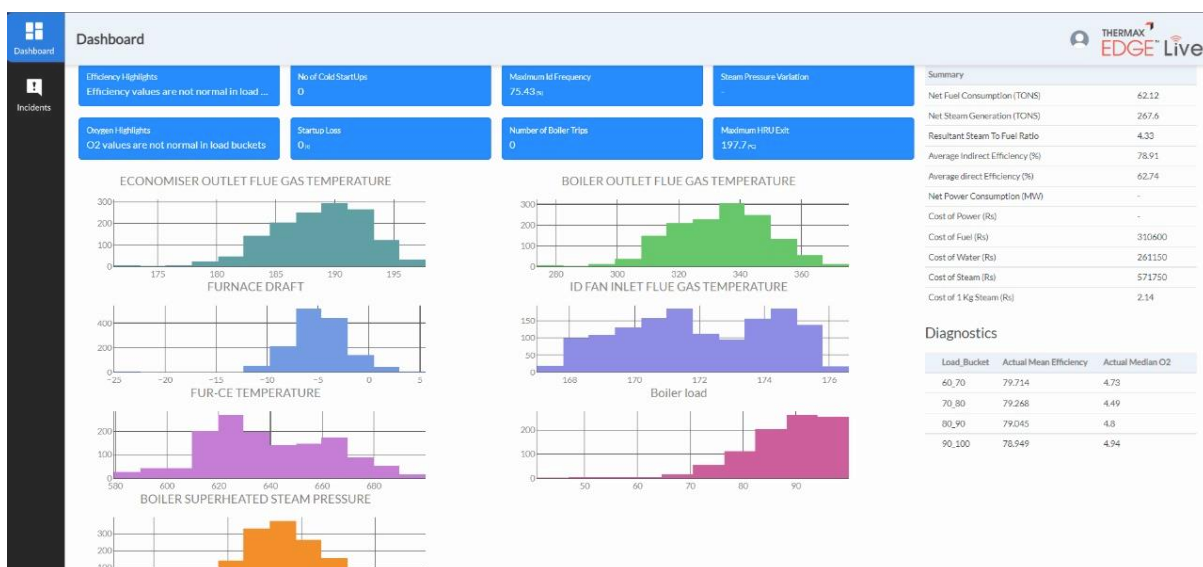 Dashboard
Dashboard
THERMAX
EDGE Live
Incidents
Efficiency Highlights
Efficiency values are not normal in load ...
No of Cold StartUps
0
Maximum Id Frequency
75.43
Steam Pressure Variation
-
Oxygen Highlights
O2 values are not normal in load buckets
Startup Loss
0
Number of Boiler Trips
0
Maximum HRU Exit
197.7
Summary
Net Fuel Consumption (TONS) 62.12
Net Steam Generation (TONS) 267.6
Resultant Steam To Fuel Ratio 4.33
Average Indirect Efficiency (%) 78.91
Average direct Efficiency (%) 62.74
Net Power Consumption (MW) -
Cost of Power (Rs) -
Cost of Fuel (Rs) 310600
Cost of Water (Rs) 261150
Cost of Steam (Rs) 571750
Cost of 1 Kg Steam (Rs) 2.14
Diagnostics
Load_Bucket Actual Mean Efficiency Actual Median O2
60_70 79.714 4.73
70_80 79.268 4.49
80_90 79.045 4.8
90_100 78.949 4.94
ECONOMISER OUTLET FLUE GAS TEMPERATURE
300
200
100
0
175 180 185 190 195
BOILER OUTLET FLUE GAS TEMPERATURE
300
200
100
0
280 300 320 340 360
FURNACE DRAFT
400
200
0
−25 −20 −15 −10 −5 0 5
ID FAN INLET FLUE GAS TEMPERATURE
150
100
50
0
168 170 172 174 176
FUR-CE TEMPERATURE
200
100
0
580 600 620 640 660 680
Boiler load
200
100
0
50 60 70 80 90
BOILER SUPERHEATED STEAM PRESSURE
300
200
100